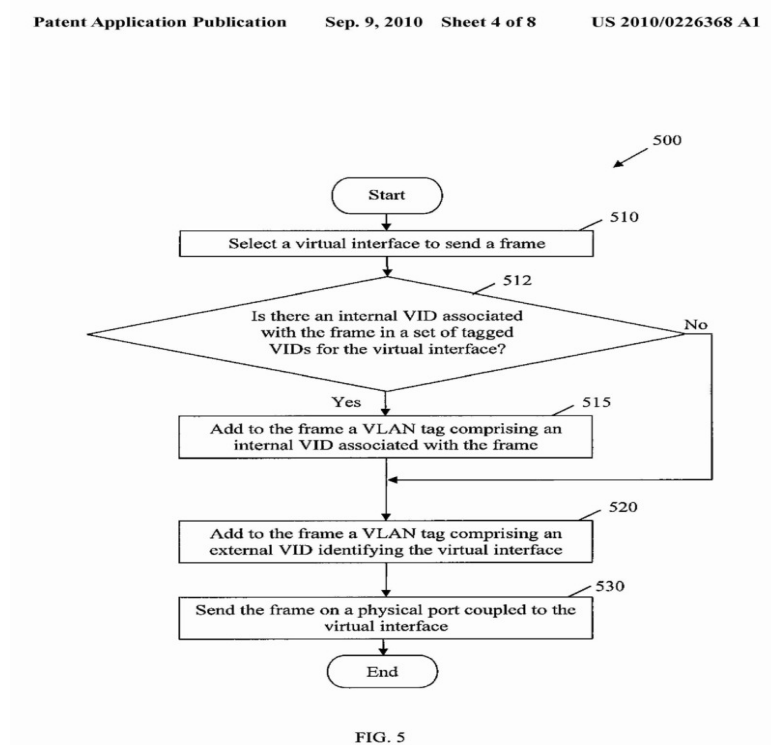 Patent Application Publication Sep. 9, 2010 Sheet 4 of 8 US 2010/0226368 A1
500
Start
510
Select a virtual interface to send a frame
512
Is there an internal VID associated
with the frame in a set of tagged
VIDs for the virtual interface?
No
Yes
515
Add to the frame a VLAN tag comprising an
internal VID associated with the frame
520
Add to the frame a VLAN tag comprising an
external VID identifying the virtual interface
530
Send the frame on a physical port coupled to the
virtual interface
End
FIG. 5